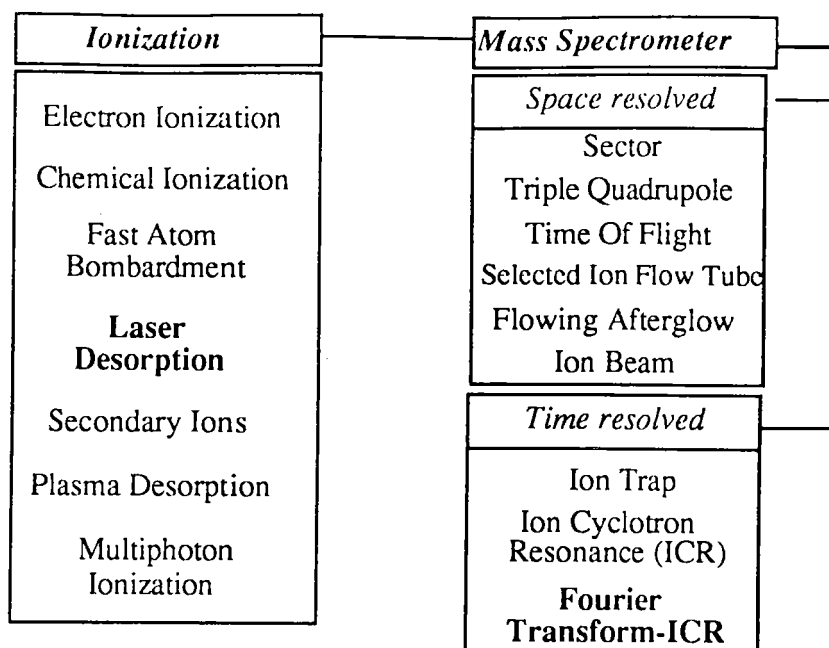 Ionization
Electron Ionization
Chemical Ionization
Fast Atom
Bombardment
Laser
Desorption
Secondary Ions
Plasma Desorption
Multiphoton
Ionization
Mass Spectrometer
Space resolved
Sector
Triple Quadrupole
Time Of Flight
Selected Ion Flow Tube
Flowing Afterglow
Ion Beam
Time resolved
Ion Trap
Ion Cyclotron
Resonance (ICR)
Fourier
Transform-ICR